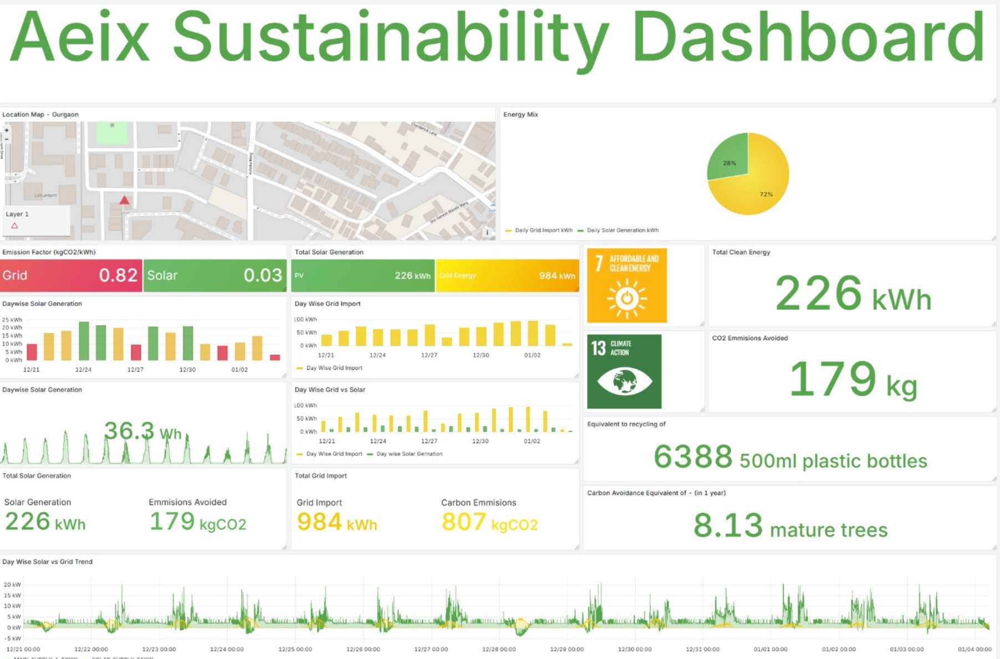 Aeix Sustainability Dashboard
Location Map - Gurgaon
+
−
Ashoka Marg
Chanderlok Lane
Shri Ganesh Mandir Marg
Laburnum
Layer 1
i
Energy Mix
28%
72%
Daily Grid Import kWh
Daily Solar Generation kWh
Emission Factor (kgCO2/kWh)
Grid 0.82
Solar 0.03
Total Solar Generation
PV 226 kWh
Grid Energy 984 kWh
7 AFFORDABLE AND
CLEAN ENERGY
Total Clean Energy
226 kWh
Daywise Solar Generation
25 kWh
20 kWh
15 kWh
10 kWh
5 kWh
0 kWh
12/21 12/24 12/27 12/30 01/02
Day Wise Grid Import
100 kWh
50 kWh
0 kWh
12/21 12/24 12/27 12/30 01/02
Day Wise Grid Import
13 CLIMATE
ACTION
CO2 Emmisions Avoided
179 kg
Daywise Solar Generation
36.3 Wh
Day Wise Grid vs Solar
100 kWh
50 kWh
0 kWh
12/21 12/24 12/27 12/30 01/02
Day Wise Grid Import Day wise Solar Gernation
Equivalent to recycling of
6388 500ml plastic bottles
Total Solar Generation
Solar Generation
226 kWh
Emmisions Avoided
179 kgCO2
Total Grid Import
Grid Import
984 kWh
Carbon Emmisions
807 kgCO2
Carbon Avoidance Equivalent of - (in 1 year)
8.13 mature trees
Day Wise Solar vs Grid Trend
20 kW
15 kW
10 kW
5 kW
0 kW
-5 kW
12/21 00:00 12/22 00:00 12/23 00:00 12/24 00:00 12/25 00:00 12/26 00:00 12/27 00:00 12/28 00:00 12/29 00:00 12/30 00:00 12/31 00:00 01/01 00:00 01/02 00:00 01/03 00:00 01/04 00:00